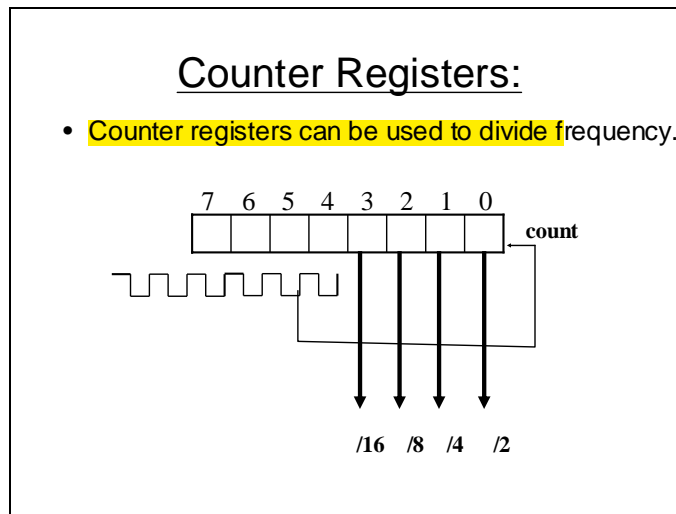 Counter Registers:
• Counter registers can be used to divide frequency.
7 6 5 4 3 2 1 0
count
/16 /8 /4 /2